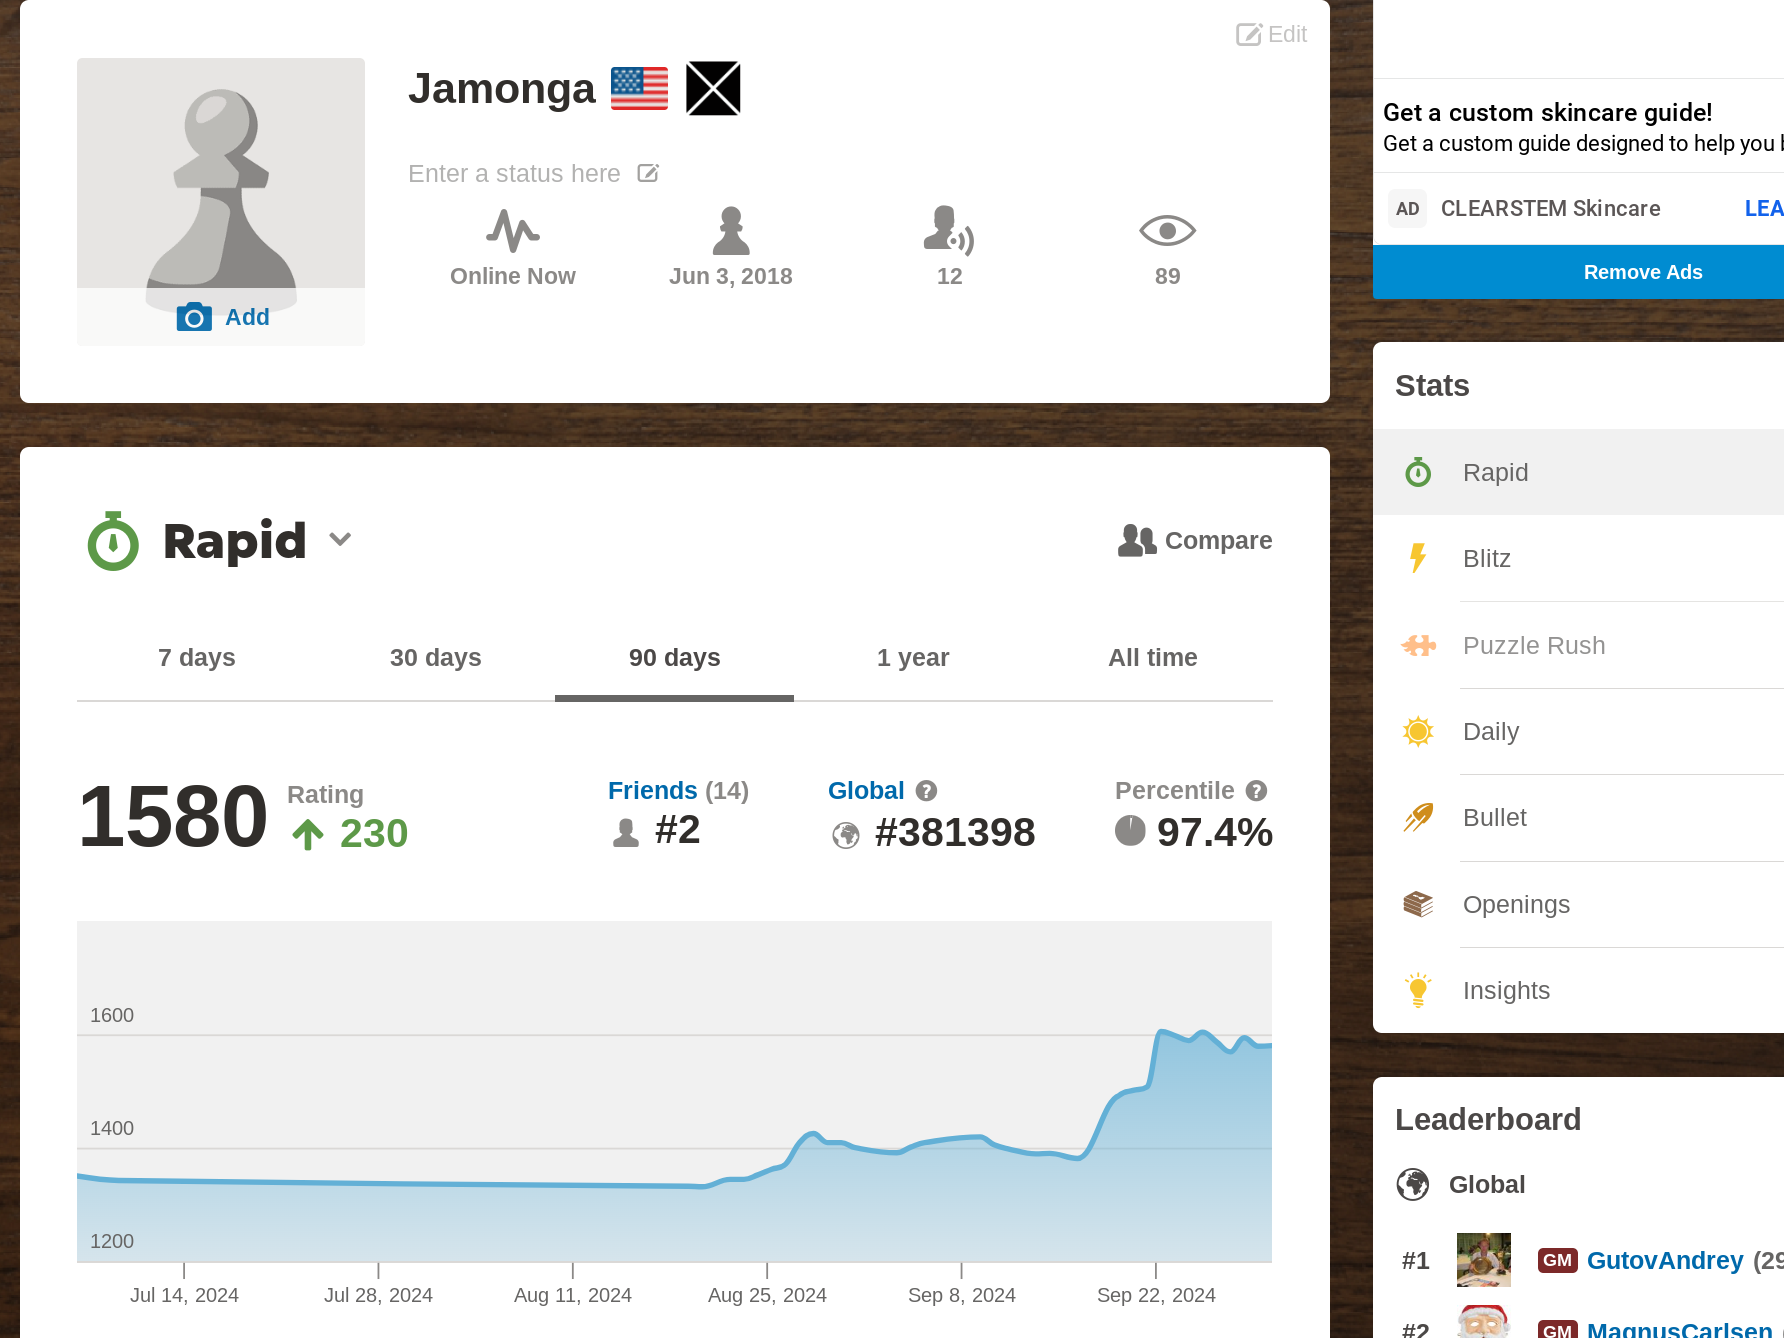 Edit
Jamonga
Enter a status here
Online Now
Jun 3, 2018
12
89
Add
Rapid
Compare
7 days
30 days
90 days
1 year
All time
1580
Rating
230
Friends (14)
#2
Global
#381398
Percentile
97.4%
1600
1400
1200
Jul 14, 2024
Jul 28, 2024
Aug 11, 2024
Aug 25, 2024
Sep 8, 2024
Sep 22, 2024
Get a custom skincare guide!
Get a custom guide designed to help you b
AD CLEARSTEM Skincare LEA
Remove Ads
Stats
Rapid
Blitz
Puzzle Rush
Daily
Bullet
Openings
Insights
Leaderboard
Global
#1 GM GutovAndrey (29
#2 GM MagnusCarlsen